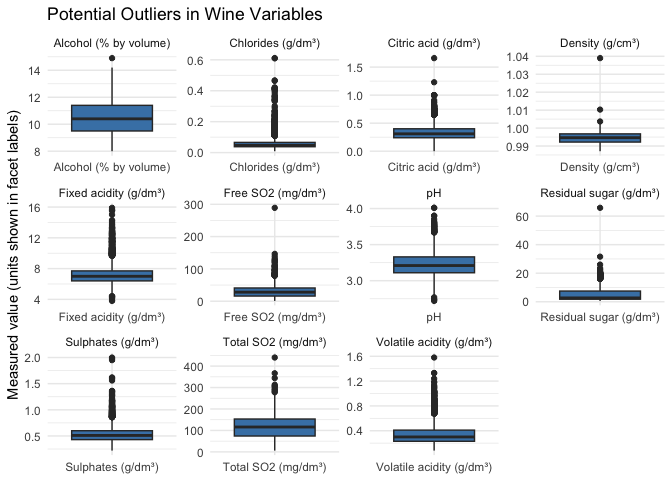 Potential Outliers in Wine Variables
Measured value (units shown in facet labels)
Alcohol (% by volume)
14
12
10
8
Alcohol (% by volume)
Chlorides (g/dm³)
0.6
0.4
0.2
0.0
Chlorides (g/dm³)
Citric acid (g/dm³)
1.5
1.0
0.5
0.0
Citric acid (g/dm³)
Density (g/cm³)
1.04
1.03
1.02
1.01
1.00
0.99
Density (g/cm³)
Fixed acidity (g/dm³)
16
12
8
4
Fixed acidity (g/dm³)
Free SO2 (mg/dm³)
300
200
100
0
Free SO2 (mg/dm³)
pH
4.0
3.5
3.0
pH
Residual sugar (g/dm³)
60
40
20
0
Residual sugar (g/dm³)
Sulphates (g/dm³)
2.0
1.5
1.0
0.5
Sulphates (g/dm³)
Total SO2 (mg/dm³)
400
300
200
100
0
Total SO2 (mg/dm³)
Volatile acidity (g/dm³)
1.6
1.2
0.8
0.4
Volatile acidity (g/dm³)